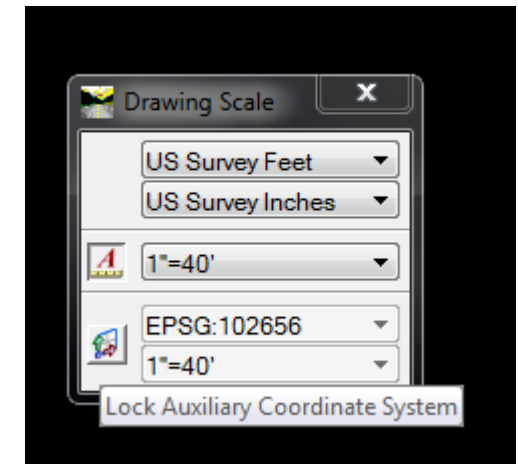 Drawing Scale
X
US Survey Feet
US Survey Inches
A
1"=40'
EPSG:102656
1"=40'
Lock Auxiliary Coordinate System